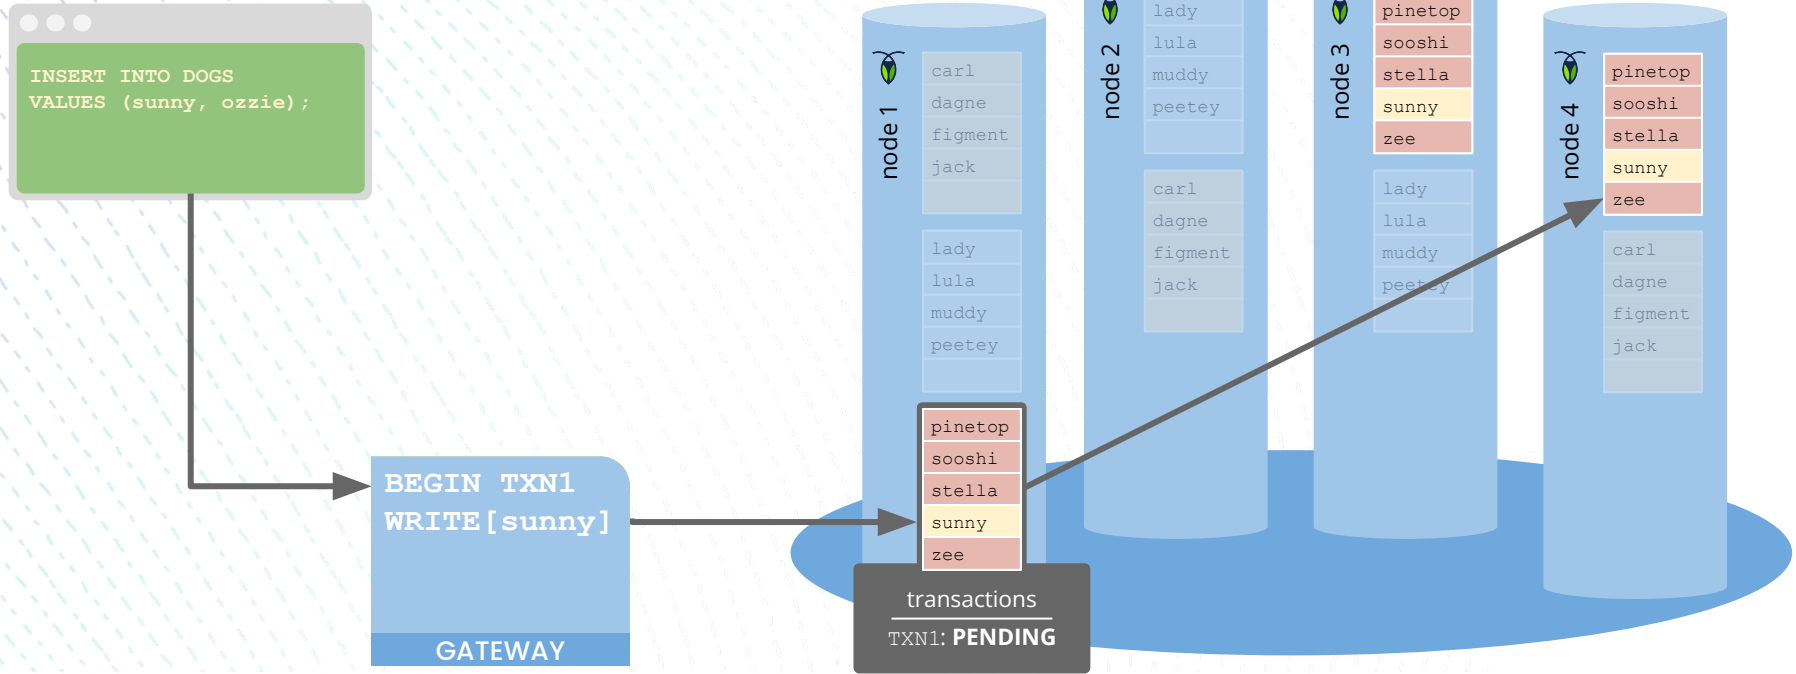 INSERT INTO DOGS
VALUES (sunny, ozzie);
BEGIN TXN1
WRITE[sunny]
GATEWAY
node 1
carl
dagne
figment
jack
lady
lula
muddy
peetey
pinetop
sooshi
stella
sunny
zee
transactions
TXN1: PENDING
node 2
lady
lula
muddy
peetey
carl
dagne
figment
jack
node 3
pinetop
sooshi
stella
sunny
zee
lady
lula
muddy
peetey
node 4
pinetop
sooshi
stella
sunny
zee
carl
dagne
figment
jack